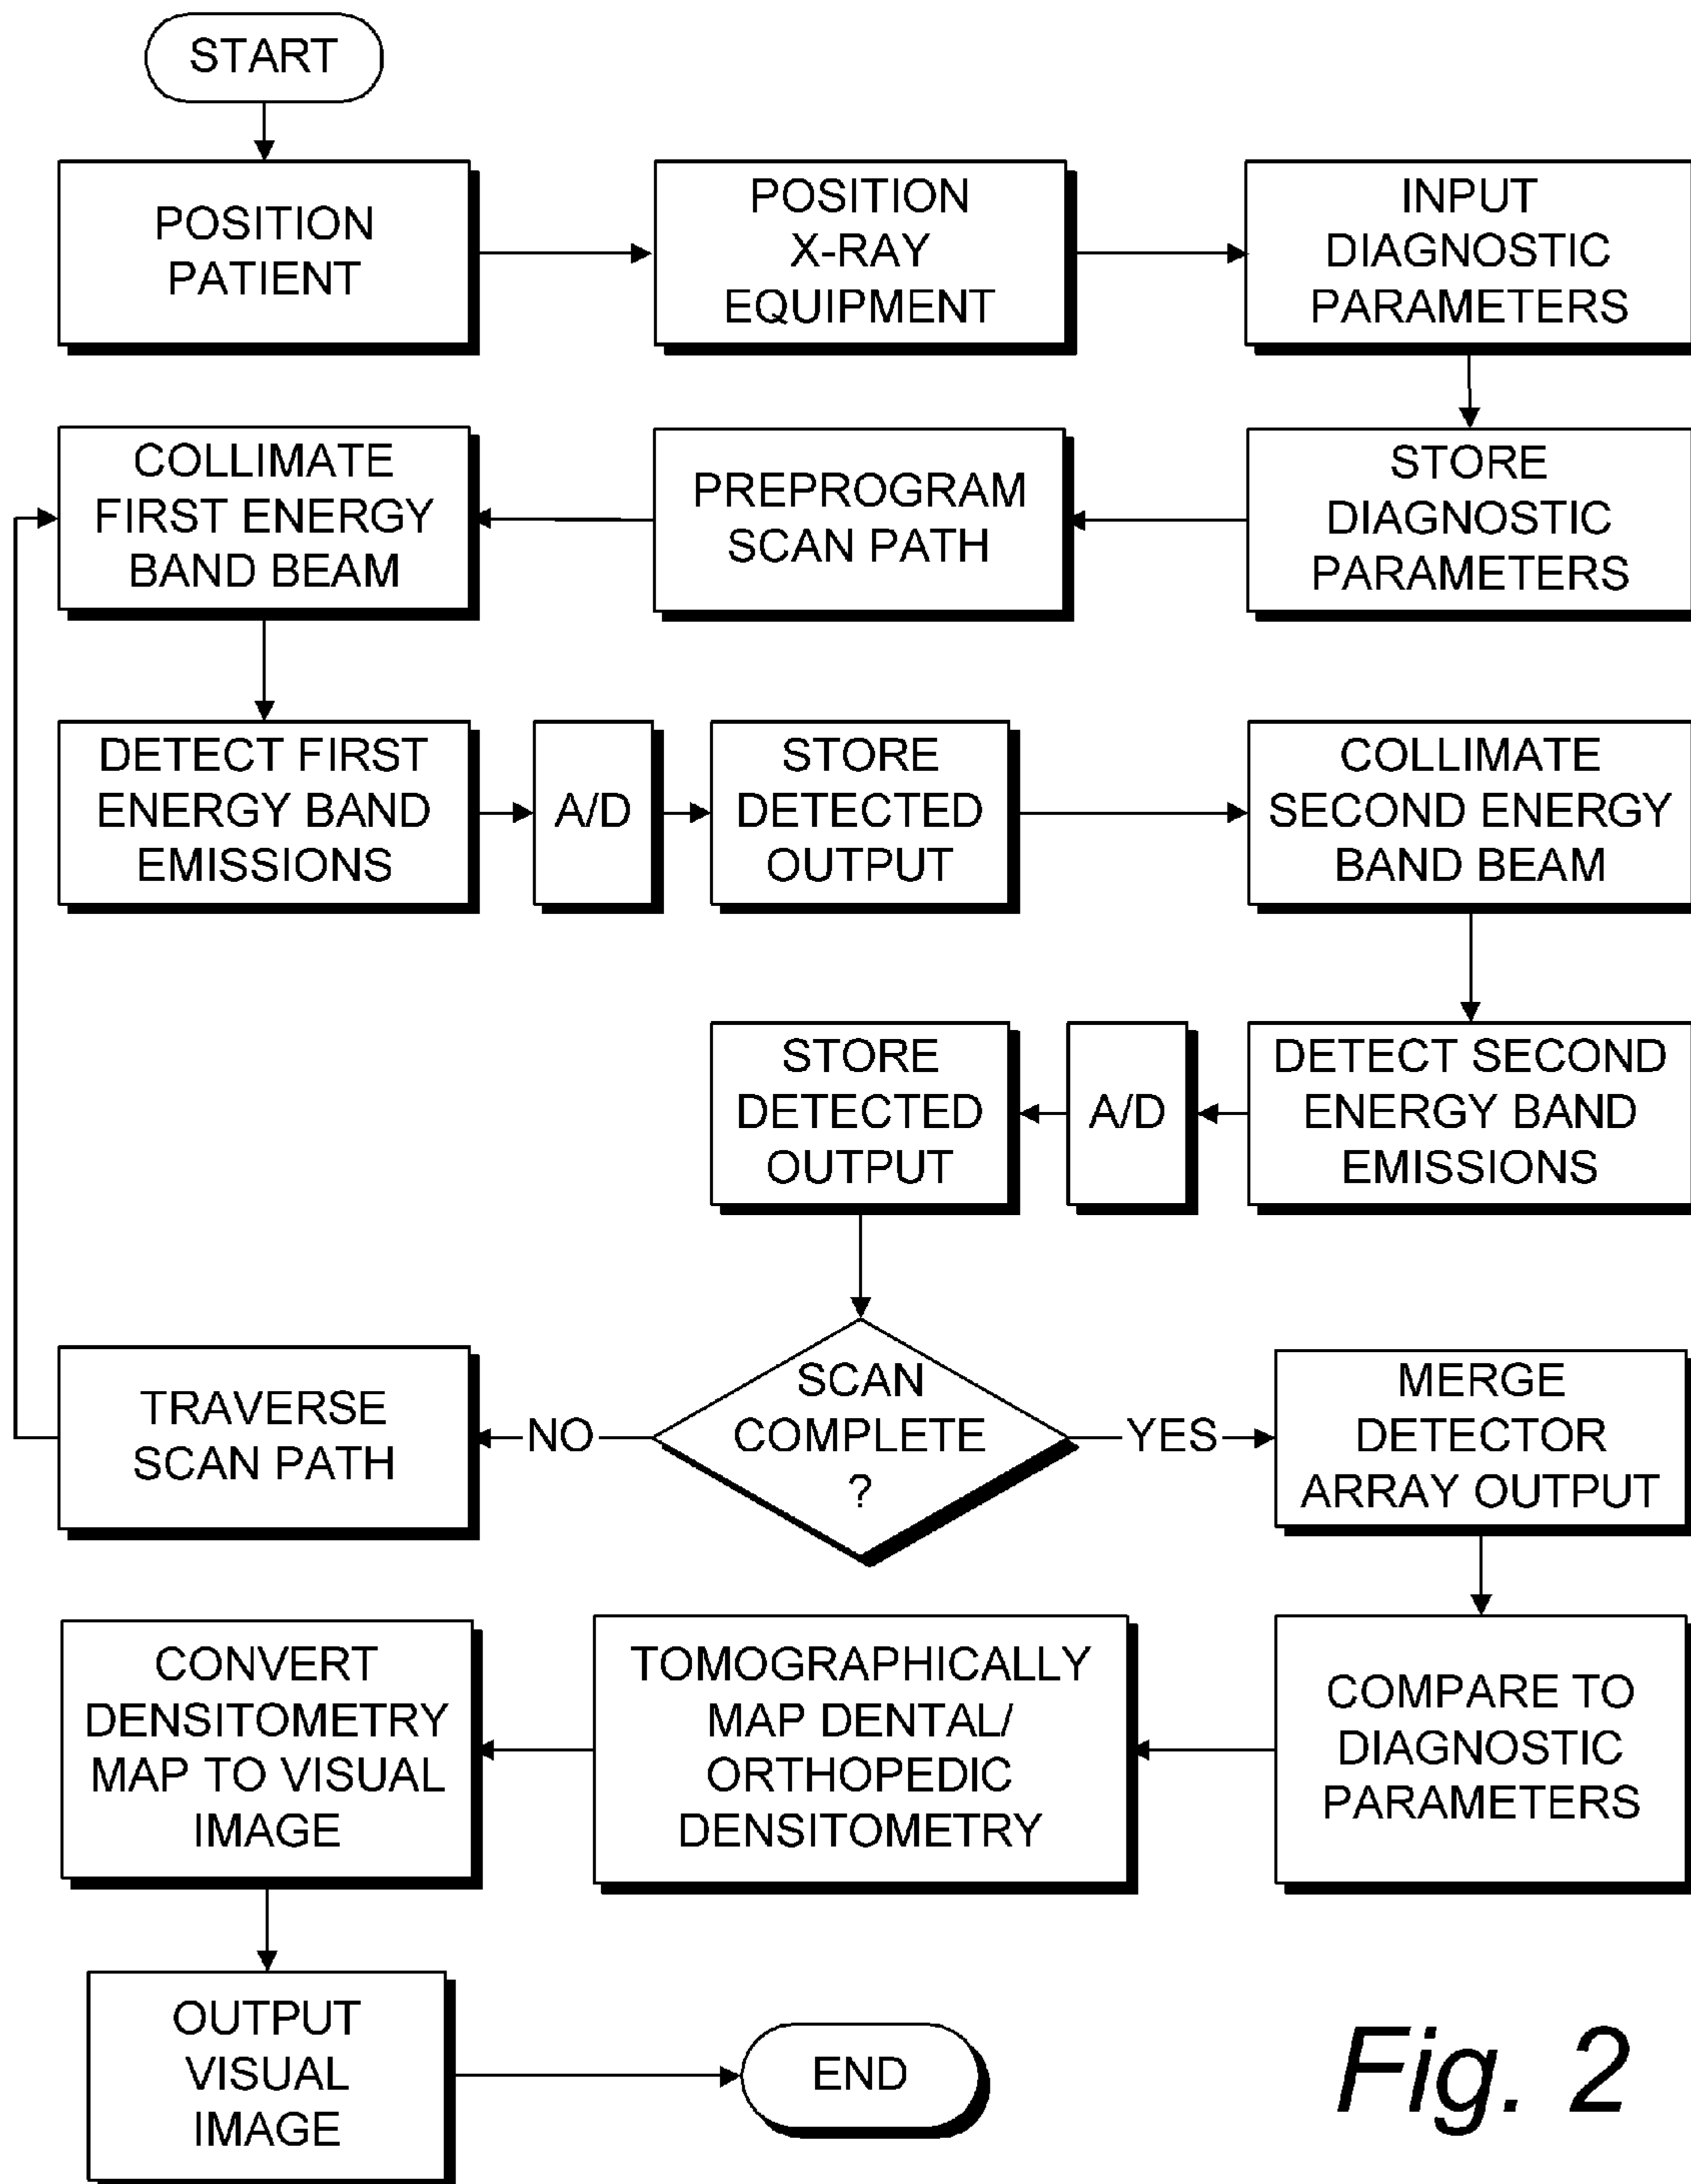 START
POSITION
PATIENT
POSITION
X-RAY
EQUIPMENT
INPUT
DIAGNOSTIC
PARAMETERS
STORE
DIAGNOSTIC
PARAMETERS
PREPROGRAM
SCAN PATH
COLLIMATE
FIRST ENERGY
BAND BEAM
DETECT FIRST
ENERGY BAND
EMISSIONS
A/D
STORE
DETECTED
OUTPUT
COLLIMATE
SECOND ENERGY
BAND BEAM
DETECT SECOND
ENERGY BAND
EMISSIONS
A/D
STORE
DETECTED
OUTPUT
SCAN
COMPLETE
?
NO
TRAVERSE
SCAN PATH
YES
MERGE
DETECTOR
ARRAY OUTPUT
COMPARE TO
DIAGNOSTIC
PARAMETERS
TOMOGRAPHICALLY
MAP DENTAL/
ORTHOPEDIC
DENSITOMETRY
CONVERT
DENSITOMETRY
MAP TO VISUAL
IMAGE
OUTPUT
VISUAL
IMAGE
END
Fig. 2